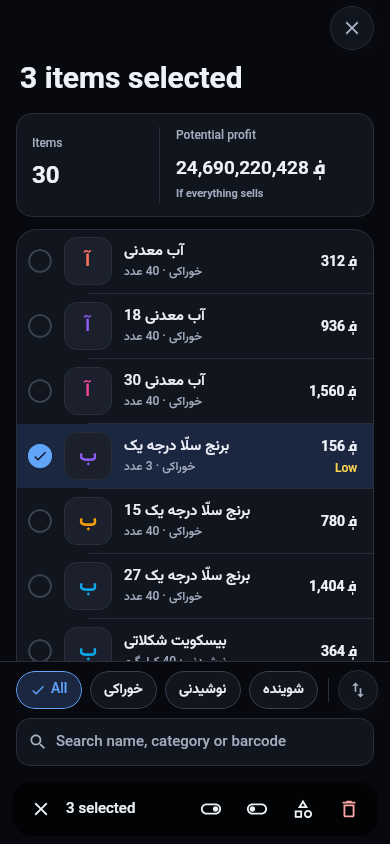 3 items selected
Items
30
Potential profit
24,690,220,428 ؋
If everything sells
آ
آب معدنی
خوراکی · 40 عدد
312 ؋
آ
آب معدنی 18
خوراکی · 40 عدد
936 ؋
آ
آب معدنی 30
خوراکی · 40 عدد
1,560 ؋
ب
برنج سلّا درجه یک
خوراکی · 3 عدد
156 ؋
Low
ب
برنج سلّا درجه یک 15
خوراکی · 40 عدد
780 ؋
ب
برنج سلّا درجه یک 27
خوراکی · 40 عدد
1,404 ؋
ب
بیسکویت شکلاتی
364 ؋
All
خوراکی
نوشیدنی
شوینده
Search name, category or barcode
3 selected